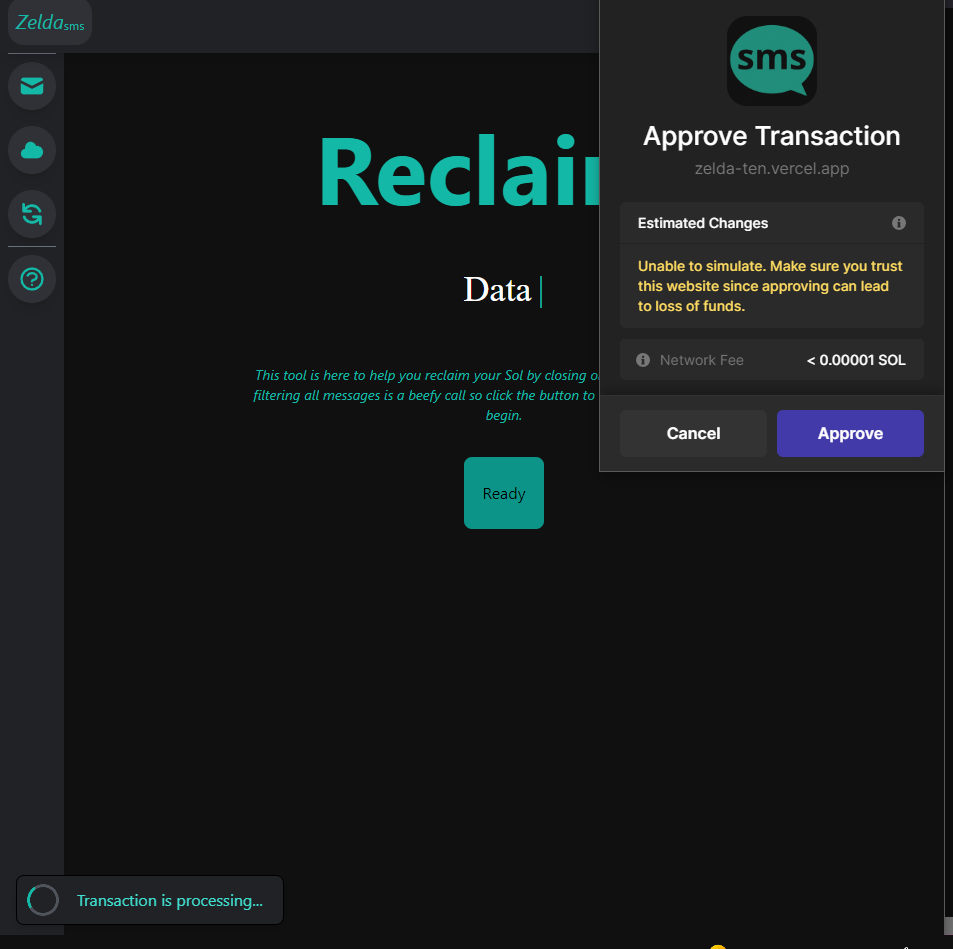 Zeldasms
Reclai
Data
This tool is here to help you reclaim your Sol by closing
filtering all messages is a beefy call so click the button to
begin.
Ready
Transaction is processing...
sms
Approve Transaction
zelda-ten.vercel.app
Estimated Changes
Unable to simulate. Make sure you trust
this website since approving can lead
to loss of funds.
Network Fee
< 0.00001 SOL
Cancel
Approve